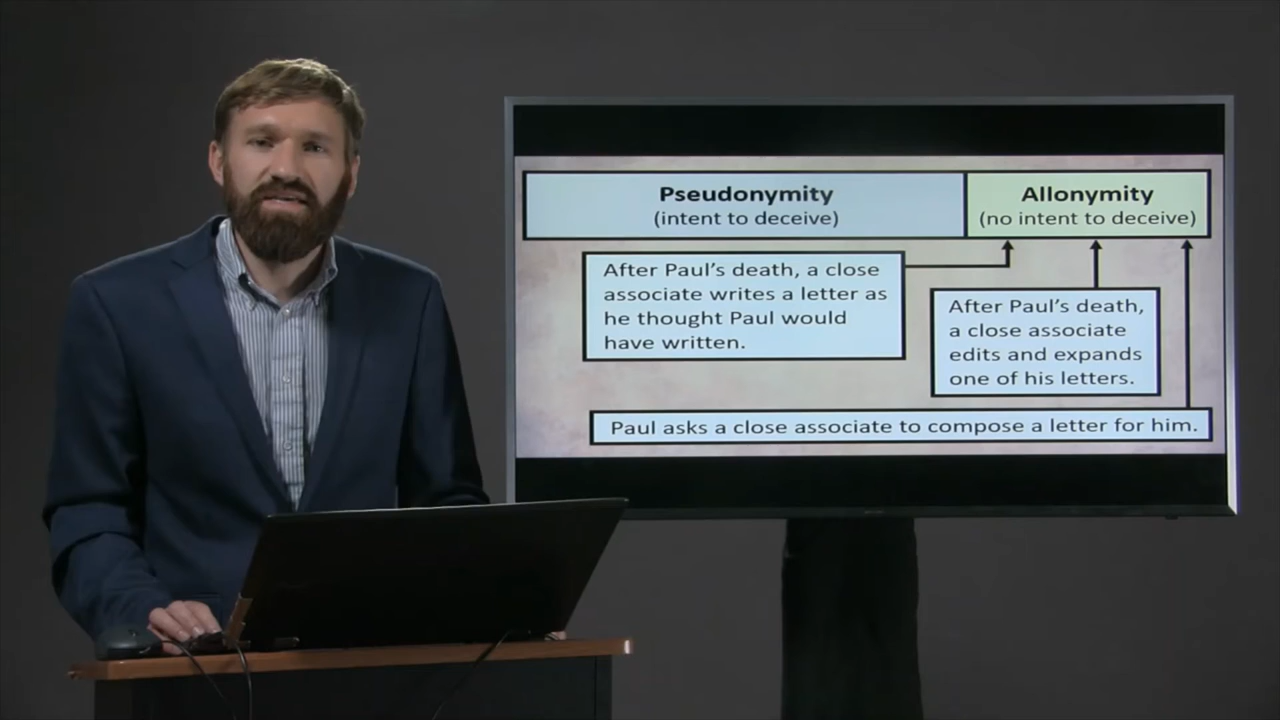 Pseudonymity
(intent to deceive)
Allonymity
(no intent to deceive)
After Paul's death, a close
associate writes a letter as
he thought Paul would
have written.
After Paul's death,
a close associate
edits and expands
one of his letters.
Paul asks a close associate to compose a letter for him.